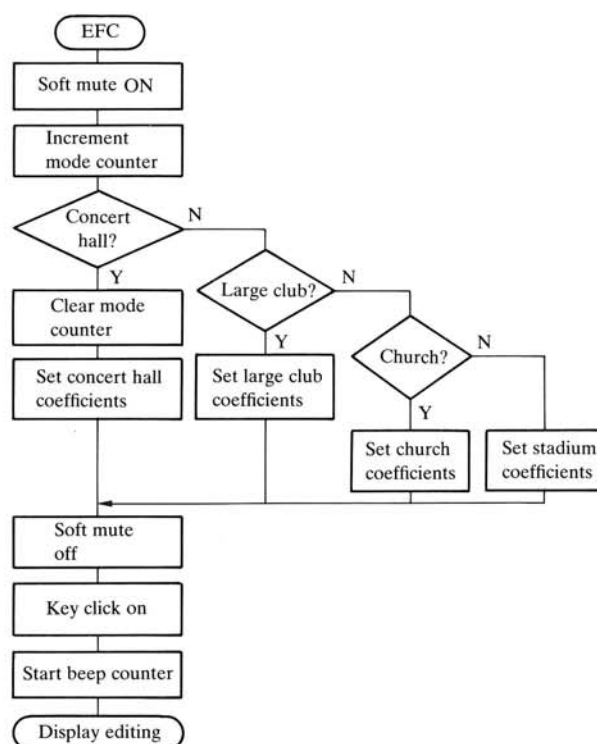 EFC
Soft mute ON
Increment
mode counter
Concert
hall?
N
Y
Large club?
N
Y
Church?
N
Y
Clear mode
counter
Set concert hall
coefficients
Set large club
coefficients
Set church
coefficients
Set stadium
coefficients
Soft mute
off
Key click on
Start beep counter
Display editing